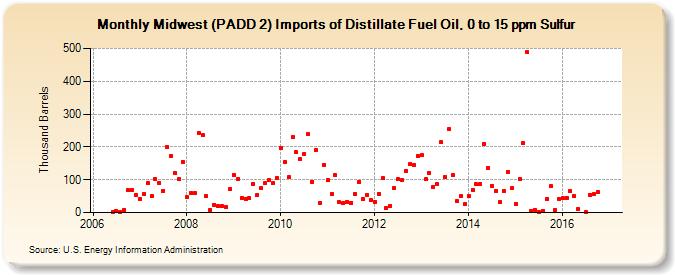 Monthly Midwest (PADD 2) Imports of Distillate Fuel Oil, 0 to 15 ppm Sulfur
Thousand Barrels
500
400
300
200
100
0
2006 2008 2010 2012 2014 2016
Source: U.S. Energy Information Administration